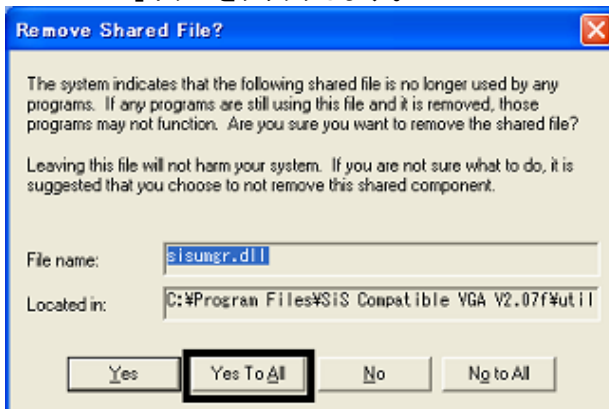 Remove Shared File?
The system indicates that the following shared file is no longer used by any
programs. If any programs are still using this file and it is removed, those
programs may not function. Are you sure you want to remove the shared file?
Leaving this file will not harm your system. If you are not sure what to do, it is
suggested that you choose to not remove this shared component.
File name:
sisumgr.dll
Located in:
C:¥Program Files¥SiS Compatible VGA V2.07f¥util
Yes
Yes To All
No
No to All